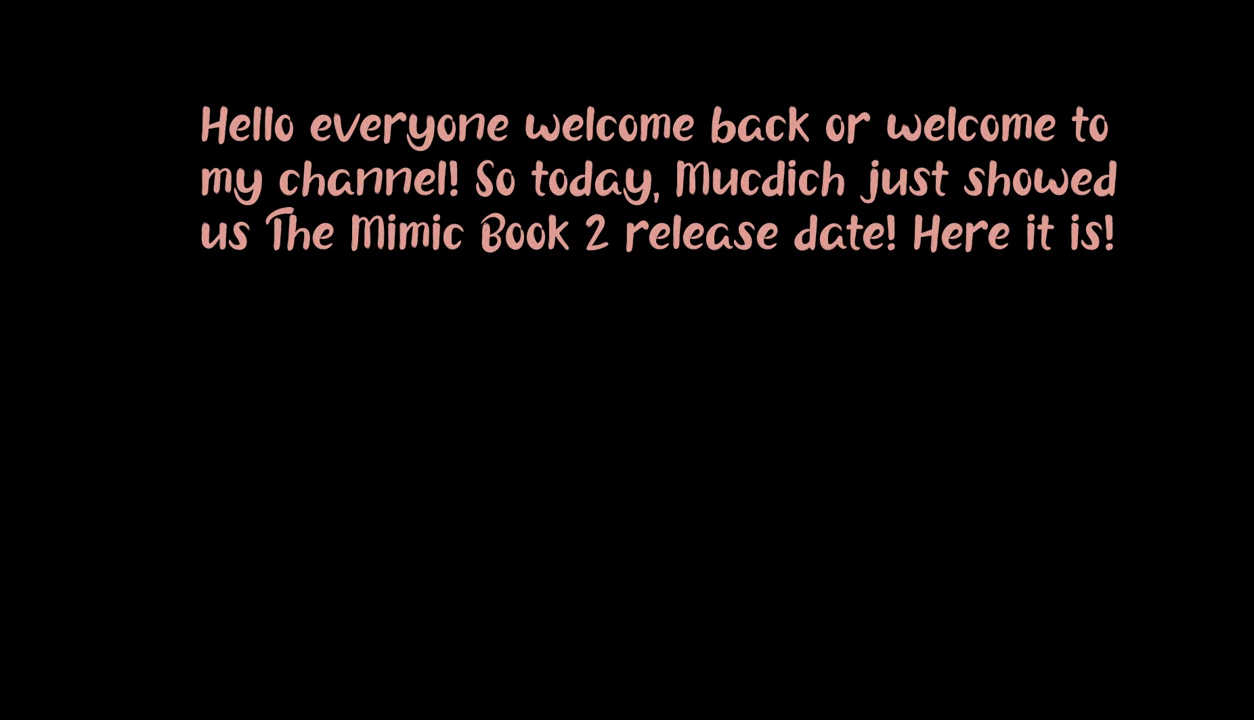 Hello everyone welcome back or welcome to
my channel! So today, Mucdich just showed
us The Mimic Book 2 release date! Here it is!